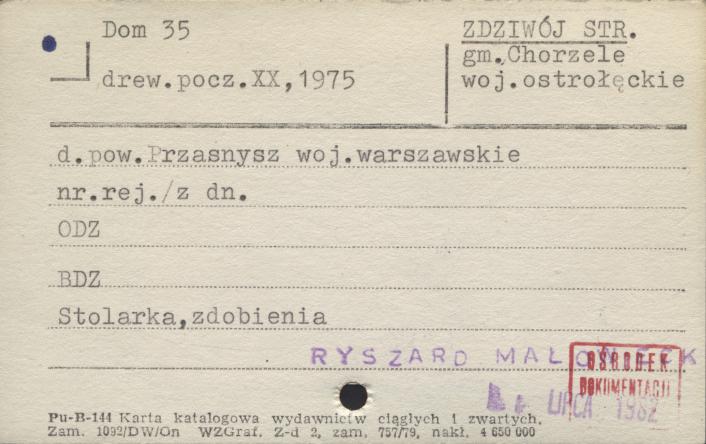 Dom 35
drew.pocz.XX,1975
ZDZIWÓJ STR.
gm.Chorzele
woj.ostrołęckie
d.pow.Przasnysz woj.warszawskie
nr.rej./z dn.
ODZ
BDZ
Stolarka,zdobienia
RYSZARD
OŚRODEK
DOKUMENTACJI
LIPCA 1982
Pu-B-144 Karta katalogowa wydawnictw ciągłych i zwartych.
Zam. 1092/DW/On WZGraf. Z-d 2, zam. 757/79, nakł. 4 650 000